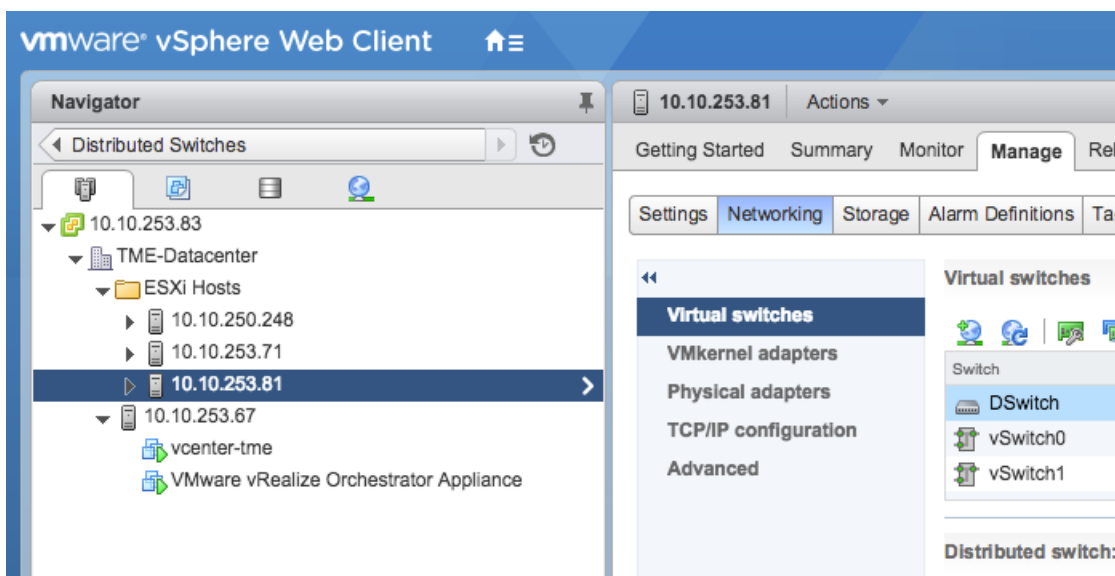 vmware® vSphere Web Client
Navigator
Distributed Switches
10.10.253.83
TME-Datacenter
ESXi Hosts
10.10.250.248
10.10.253.71
10.10.253.81
10.10.253.67
vcenter-tme
VMware vRealize Orchestrator Appliance
10.10.253.81 Actions
Getting Started Summary Monitor Manage Rel
Settings Networking Storage Alarm Definitions Ta
Virtual switches
VMkernel adapters
Physical adapters
TCP/IP configuration
Advanced
Virtual switches
Switch
DSwitch
vSwitch0
vSwitch1
Distributed switch: